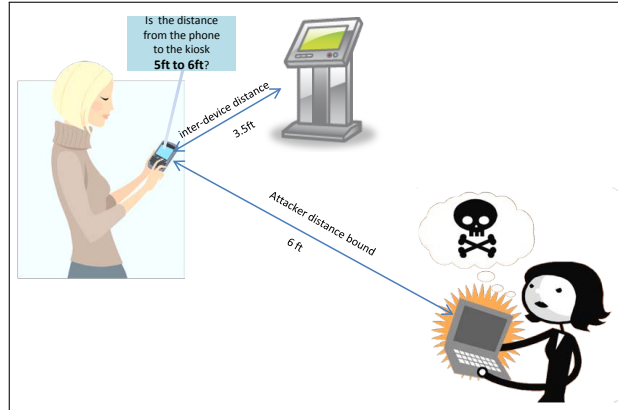 Is the distance
from the phone
to the kiosk
5ft to 6ft?
inter-device distance
3.5ft
Attacker distance bound
6 ft